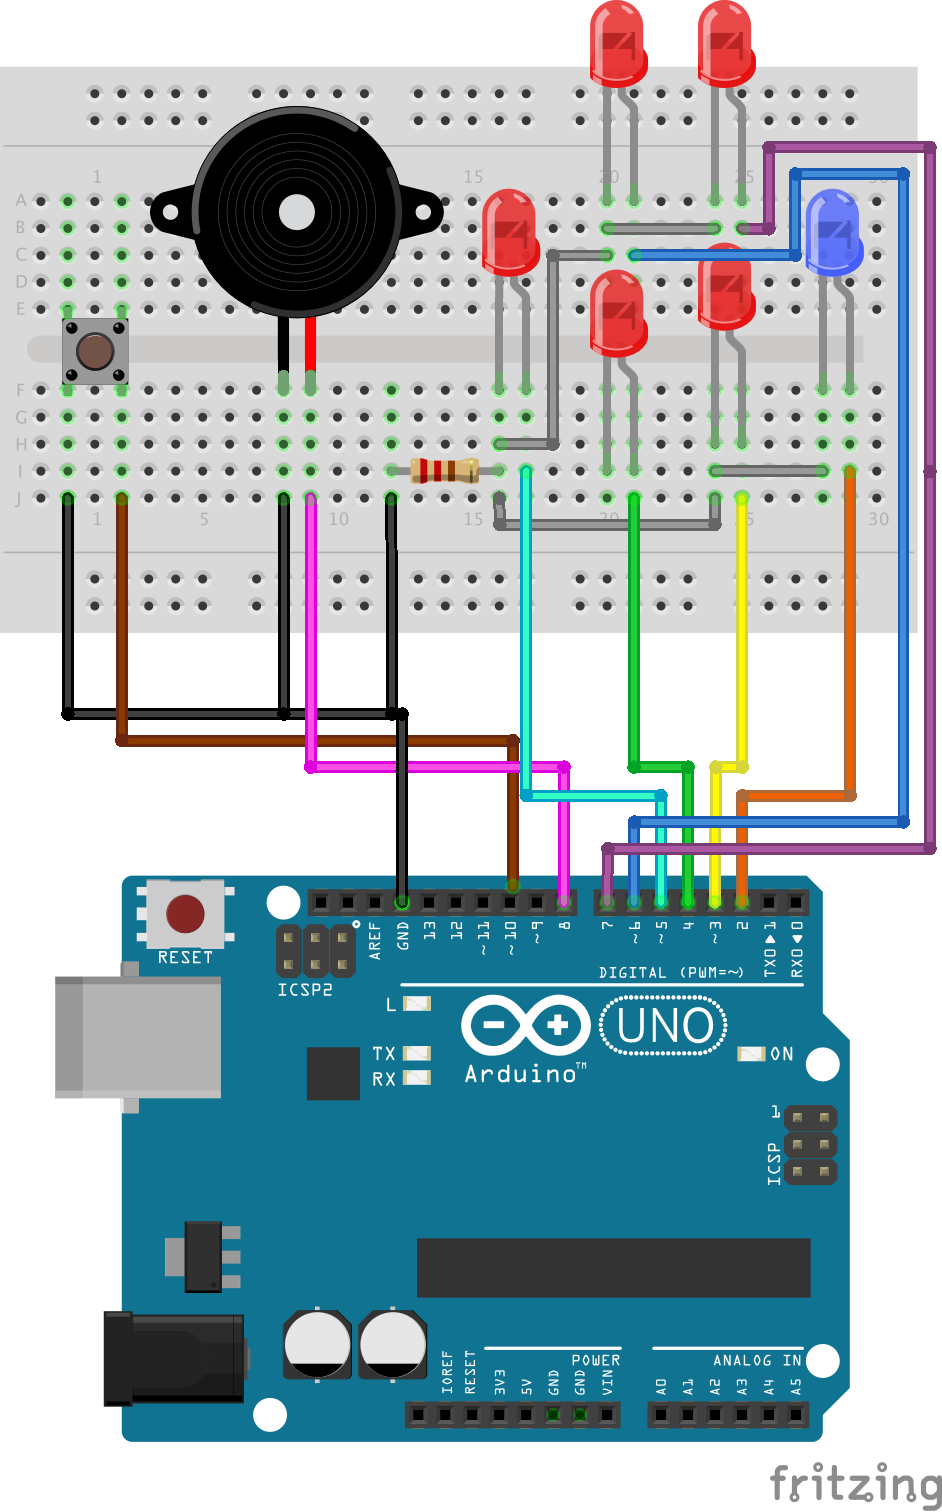 1 15 20 25 30
A
B
C
D
E
F
G
H
I
J
1 5 10 15 20 25 30
AREF
GND
13
12
~11
~10
~9
8
7
~6
~5
4
~3
2
TX0▶1
RX0◀0
RESET
ICSP2
DIGITAL (PWM=~)
L
TX
RX
UNO
Arduino™
ON
1
ICSP
IOREF
RESET
3V3
5V
GND
GND
VIN
POWER
ANALOG IN
A0
A1
A2
A3
A4
A5
fritzing